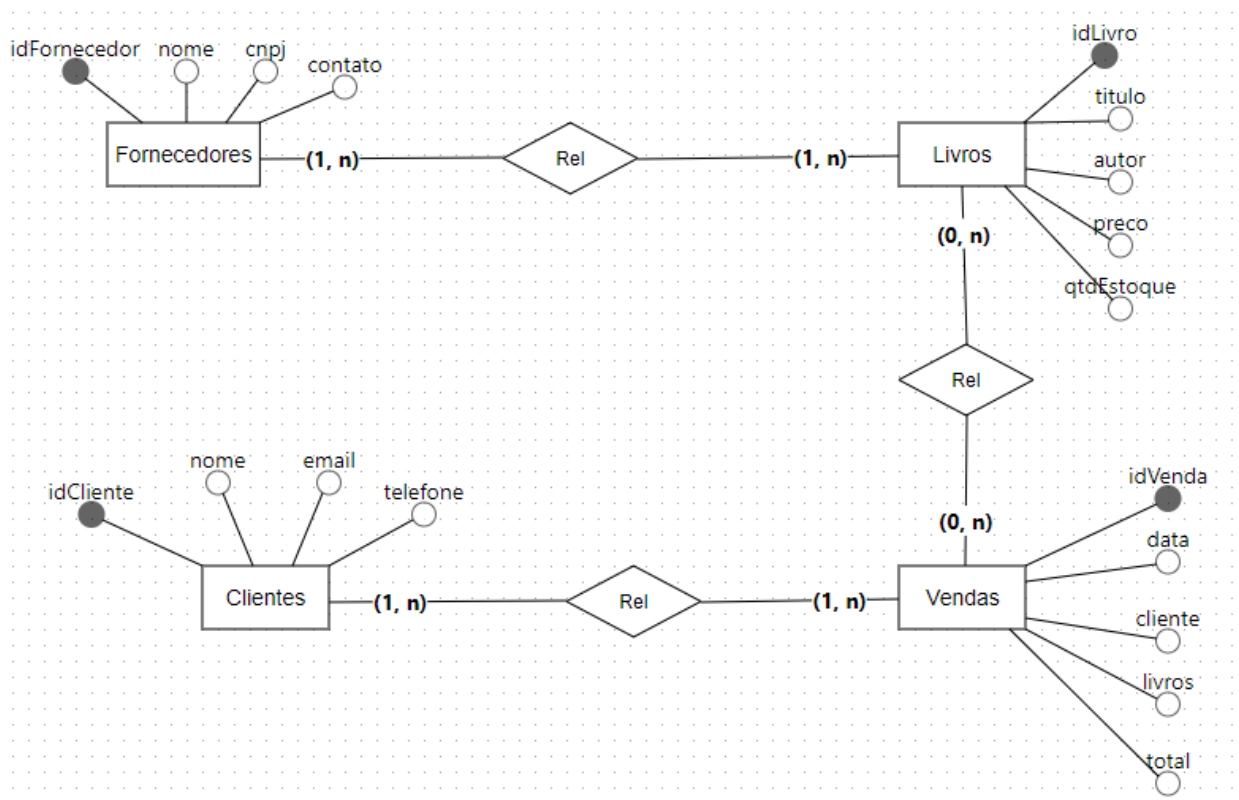 idFornecedor
nome
cnpj
contato
Fornecedores
(1, n)
Rel
(1, n)
Livros
idLivro
titulo
autor
preco
qtdEstoque
(0, n)
Rel
(0, n)
idCliente
nome
email
telefone
Clientes
(1, n)
Rel
(1, n)
Vendas
idVenda
data
cliente
livros
total